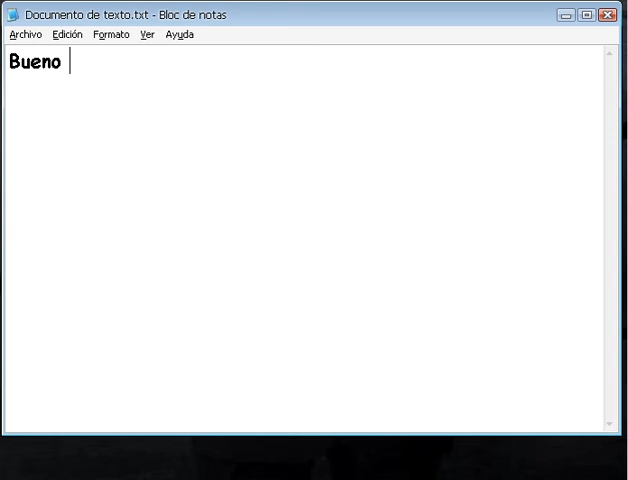 Documento de texto.txt - Bloc de notas
Archivo Edición Formato Ver Ayuda
Bueno